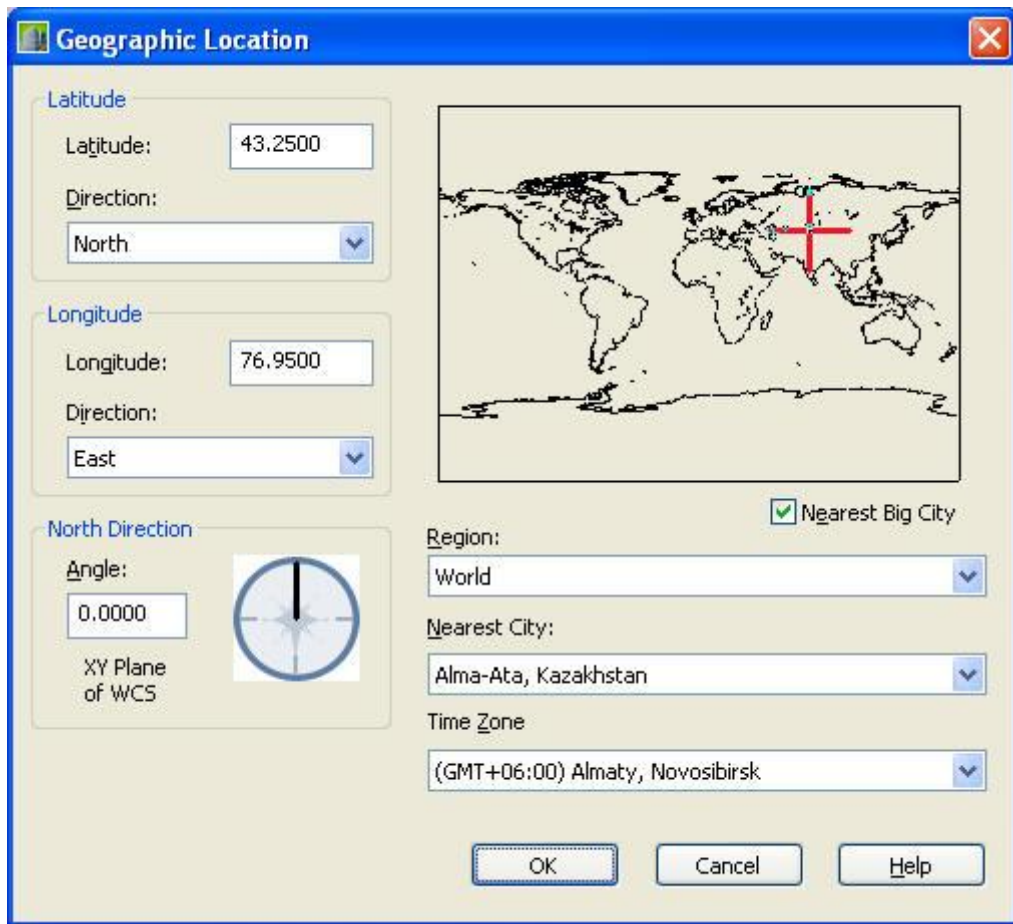 Geographic Location
Latitude
Latitude:
43.2500
Direction:
North
Longitude
Longitude:
76.9500
Direction:
East
North Direction
Angle:
0.0000
XY Plane
of WCS
Nearest Big City
Region:
World
Nearest City:
Alma-Ata, Kazakhstan
Time Zone
(GMT+06:00) Almaty, Novosibirsk
OK
Cancel
Help